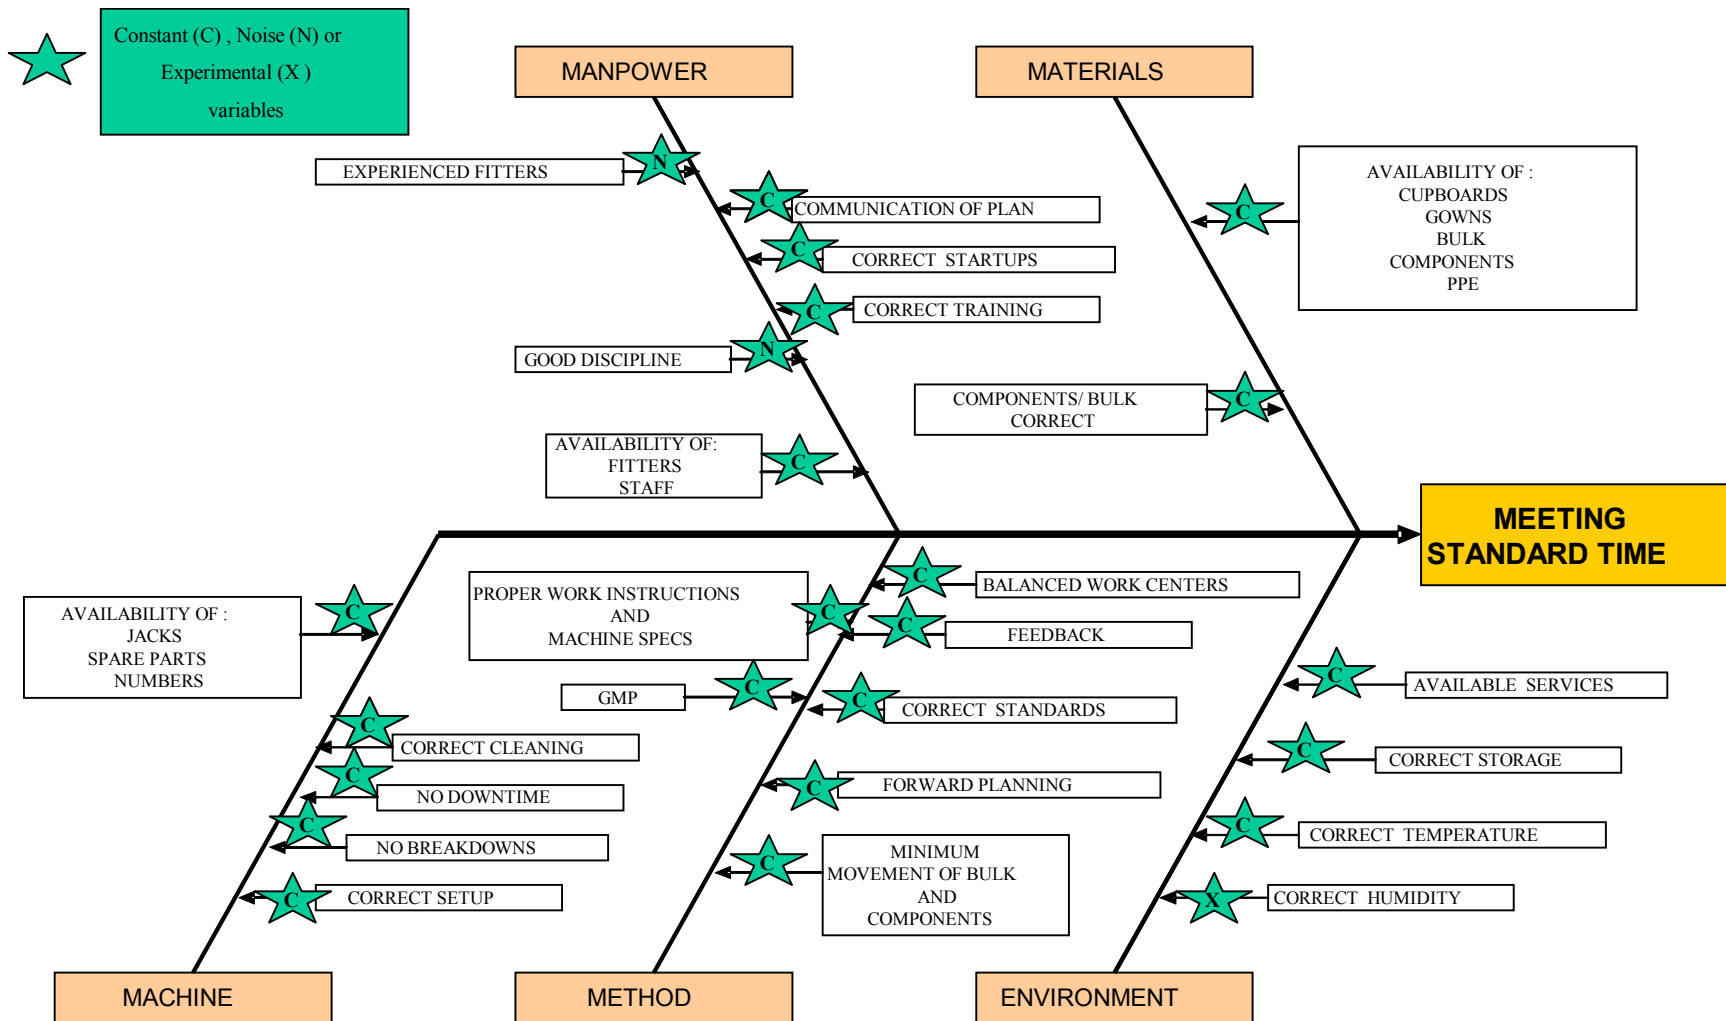 Constant (C) , Noise (N) or
Experimental (X )
variables
MANPOWER
MATERIALS
EXPERIENCED FITTERS
N
C
COMMUNICATION OF PLAN
C
CORRECT  STARTUPS
C
CORRECT TRAINING
GOOD DISCIPLINE
N
AVAILABILITY OF:
FITTERS
STAFF
C
C
AVAILABILITY OF :
CUPBOARDS
GOWNS
BULK
COMPONENTS
PPE
COMPONENTS/ BULK
CORRECT
C
MEETING
STANDARD TIME
AVAILABILITY OF :
JACKS
SPARE PARTS
NUMBERS
C
C
CORRECT CLEANING
C
NO DOWNTIME
C
NO BREAKDOWNS
C
CORRECT SETUP
PROPER WORK INSTRUCTIONS
AND
MACHINE SPECS
C
C
BALANCED WORK CENTERS
C
FEEDBACK
GMP
C
C
CORRECT  STANDARDS
C
FORWARD PLANNING
C
MINIMUM
MOVEMENT OF BULK
AND
COMPONENTS
C
AVAILABLE  SERVICES
C
CORRECT STORAGE
C
CORRECT  TEMPERATURE
X
CORRECT  HUMIDITY
MACHINE
METHOD
ENVIRONMENT